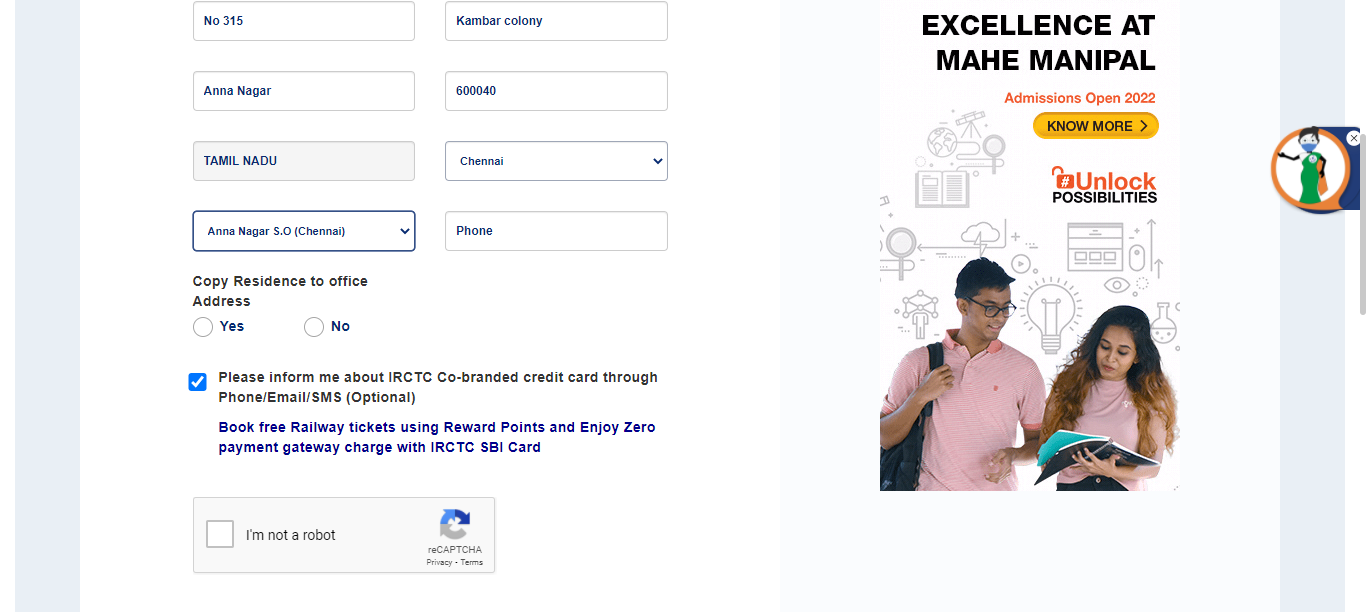 No 315
Kambar colony
Anna Nagar
600040
TAMIL NADU
Chennai
Anna Nagar S.O (Chennai)
Phone
Copy Residence to office
Address
Yes
No
Please inform me about IRCTC Co-branded credit card through
Phone/Email/SMS (Optional)
Book free Railway tickets using Reward Points and Enjoy Zero
payment gateway charge with IRCTC SBI Card
I'm not a robot
reCAPTCHA
Privacy - Terms
EXCELLENCE AT
MAHE MANIPAL
Admissions Open 2022
KNOW MORE
#Unlock
POSSIBILITIES